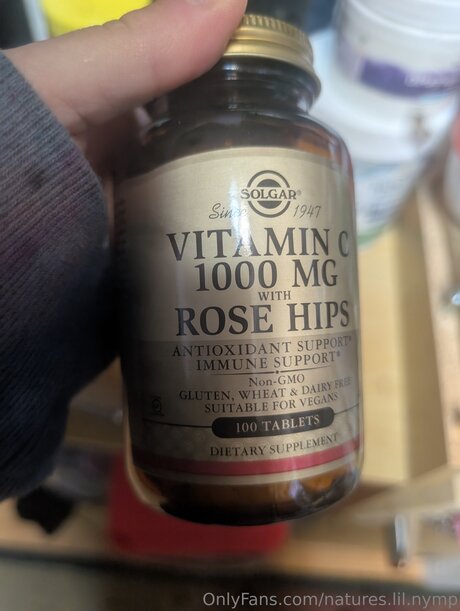 SOLGAR®
Since 1947
VITAMIN C
1000 MG
WITH
ROSE HIPS
ANTIOXIDANT SUPPORT*
IMMUNE SUPPORT*
Non-GMO
GLUTEN, WHEAT & DAIRY FREE
SUITABLE FOR VEGANS
100 TABLETS
DIETARY SUPPLEMENT
OnlyFans.com/natures.lil.nymp